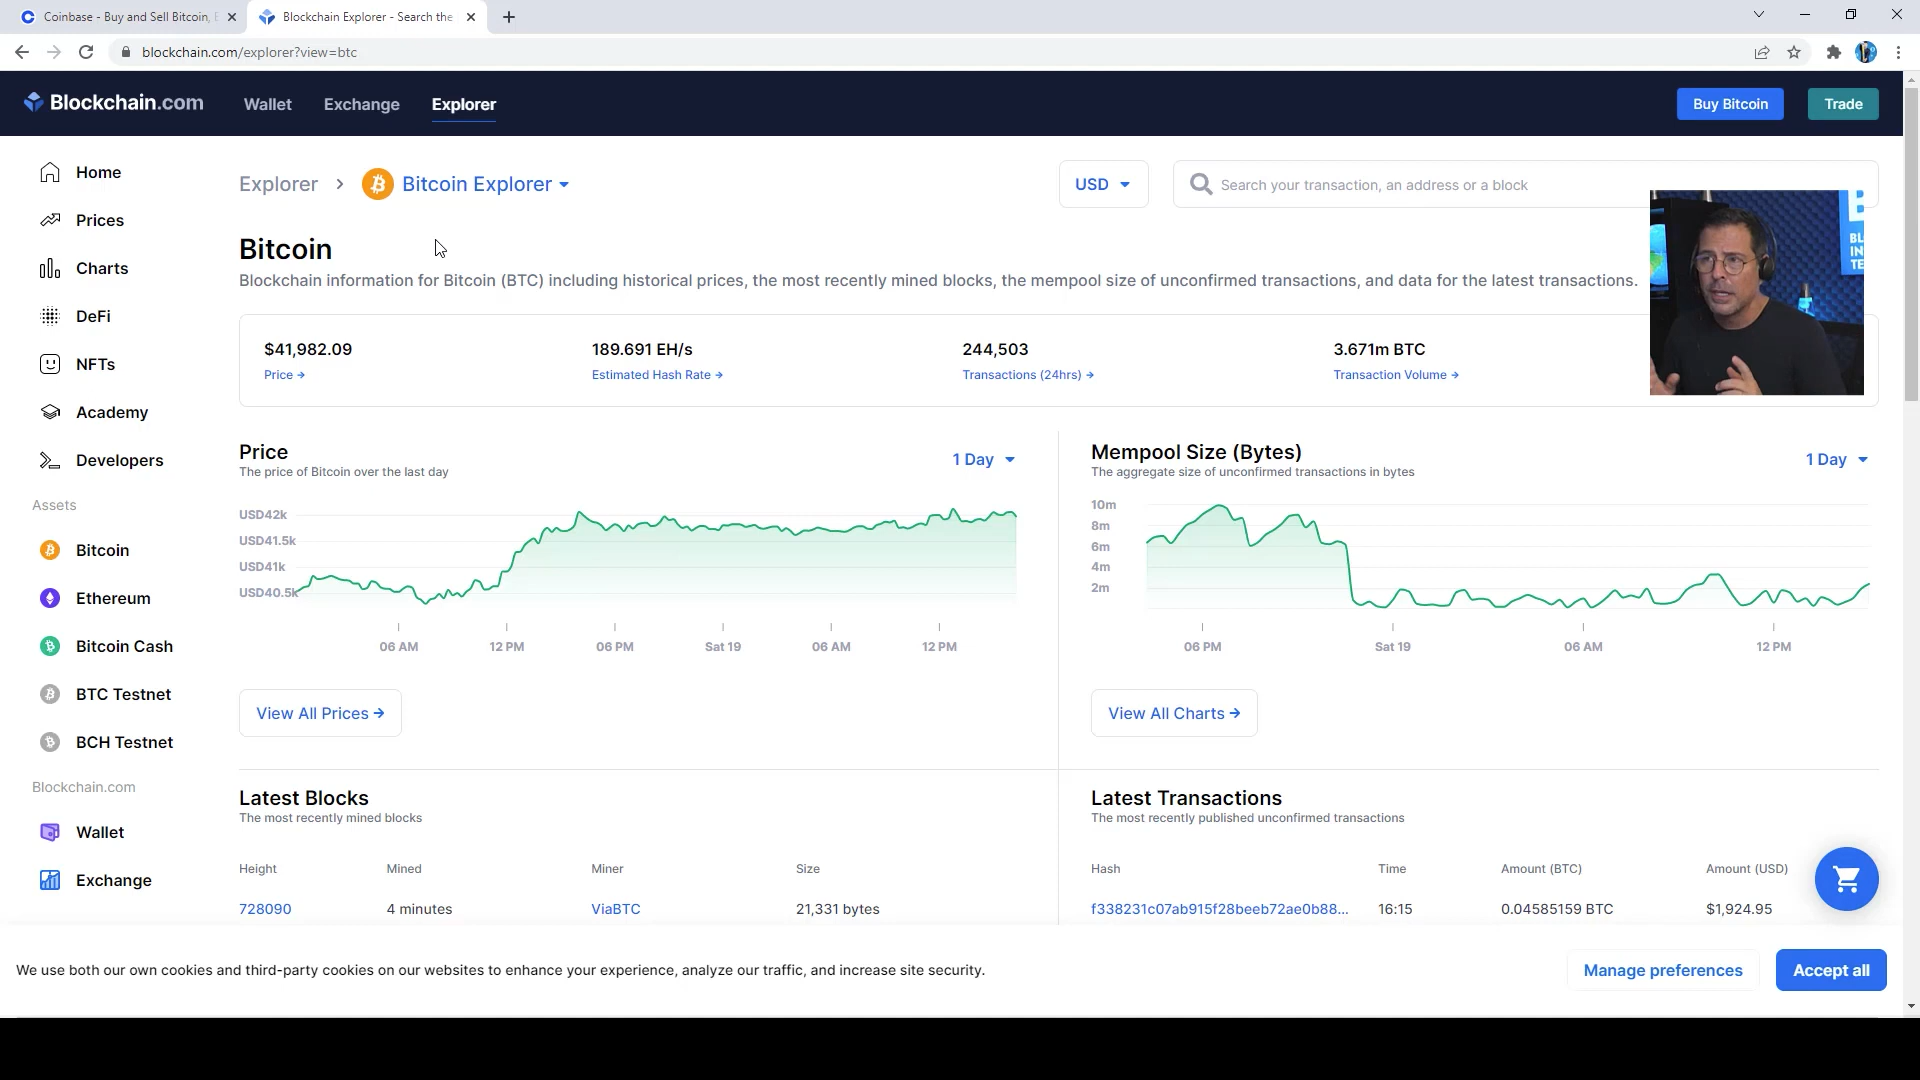 Coinbase - Buy and Sell Bitcoin,
Blockchain Explorer - Search the
blockchain.com/explorer?view=btc
Blockchain.com
Wallet
Exchange
Explorer
Buy Bitcoin
Trade
Home
Prices
Charts
DeFi
NFTs
Academy
Developers
Assets
Bitcoin
Ethereum
Bitcoin Cash
BTC Testnet
BCH Testnet
Blockchain.com
Wallet
Exchange
Explorer
Bitcoin Explorer
USD
Search your transaction, an address or a block
Bitcoin
Blockchain information for Bitcoin (BTC) including historical prices, the most recently mined blocks, the mempool size of unconfirmed transactions, and data for the latest transactions.
$41,982.09
Price →
189.691 EH/s
Estimated Hash Rate →
244,503
Transactions (24hrs) →
3.671m BTC
Transaction Volume →
Price
The price of Bitcoin over the last day
1 Day
USD42k
USD41.5k
USD41k
USD40.5k
06 AM
12 PM
06 PM
Sat 19
06 AM
12 PM
View All Prices →
Mempool Size (Bytes)
The aggregate size of unconfirmed transactions in bytes
1 Day
10m
8m
6m
4m
2m
06 PM
Sat 19
06 AM
12 PM
View All Charts →
Latest Blocks
The most recently mined blocks
Height Mined Miner Size
728090 4 minutes ViaBTC 21,331 bytes
Latest Transactions
The most recently published unconfirmed transactions
Hash Time Amount (BTC) Amount (USD)
f338231c07ab915f28beeb72ae0b88... 16:15 0.04585159 BTC $1,924.95
We use both our own cookies and third-party cookies on our websites to enhance your experience, analyze our traffic, and increase site security.
Manage preferences
Accept all